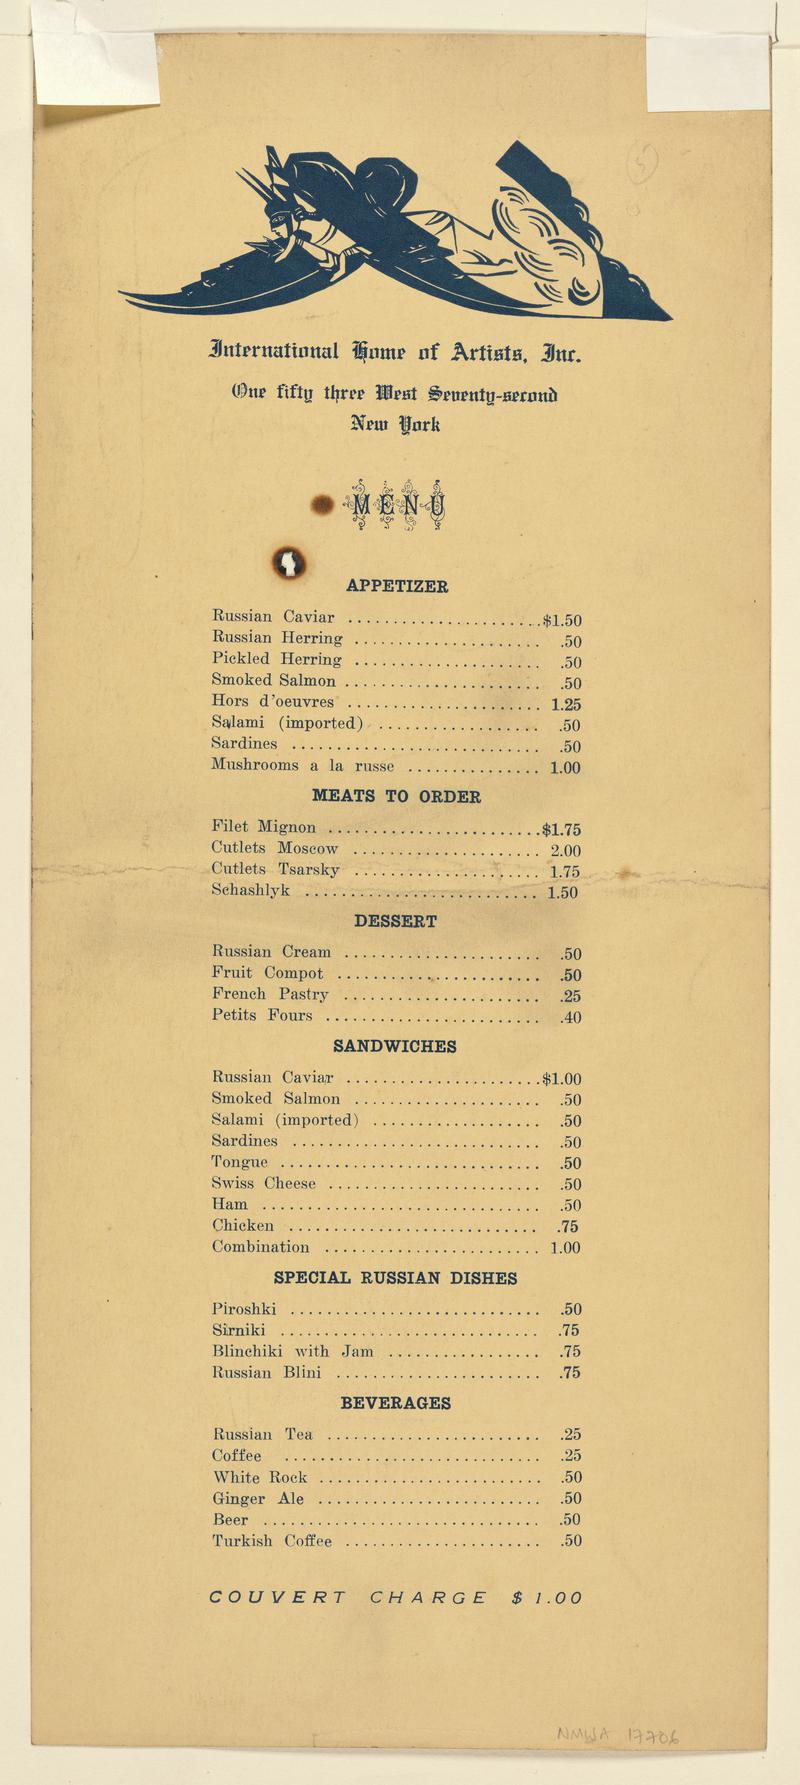 International Home of Artists, Inc.
One fifty three West Seventy-second
New York
MENU
APPETIZER
Russian Caviar ........................$1.50
Russian Herring ..................... .50
Pickled Herring ..................... .50
Smoked Salmon ...................... .50
Hors d'oeuvres ...................... 1.25
Salami (imported) .................. .50
Sardines ............................ .50
Mushrooms a la russe ............... 1.00
MEATS TO ORDER
Filet Mignon ........................$1.75
Cutlets Moscow ..................... 2.00
Cutlets Tsarsky ..................... 1.75
Schashlyk .......................... 1.50
DESSERT
Russian Cream ...................... .50
Fruit Compot ....................... .50
French Pastry ...................... .25
Petits Fours ........................ .40
SANDWICHES
Russian Caviar ......................$1.00
Smoked Salmon ..................... .50
Salami (imported) ................... .50
Sardines ............................ .50
Tongue ............................. .50
Swiss Cheese ........................ .50
Ham ............................... .50
Chicken ............................ .75
Combination ........................ 1.00
SPECIAL RUSSIAN DISHES
Piroshki ............................ .50
Sirniki ............................. .75
Blinchiki with Jam ................. .75
Russian Blini ....................... .75
BEVERAGES
Russian Tea ........................ .25
Coffee ............................. .25
White Rock ......................... .50
Ginger Ale ......................... .50
Beer ............................... .50
Turkish Coffee ...................... .50
COUVERT CHARGE $1.00
NMWA 17706